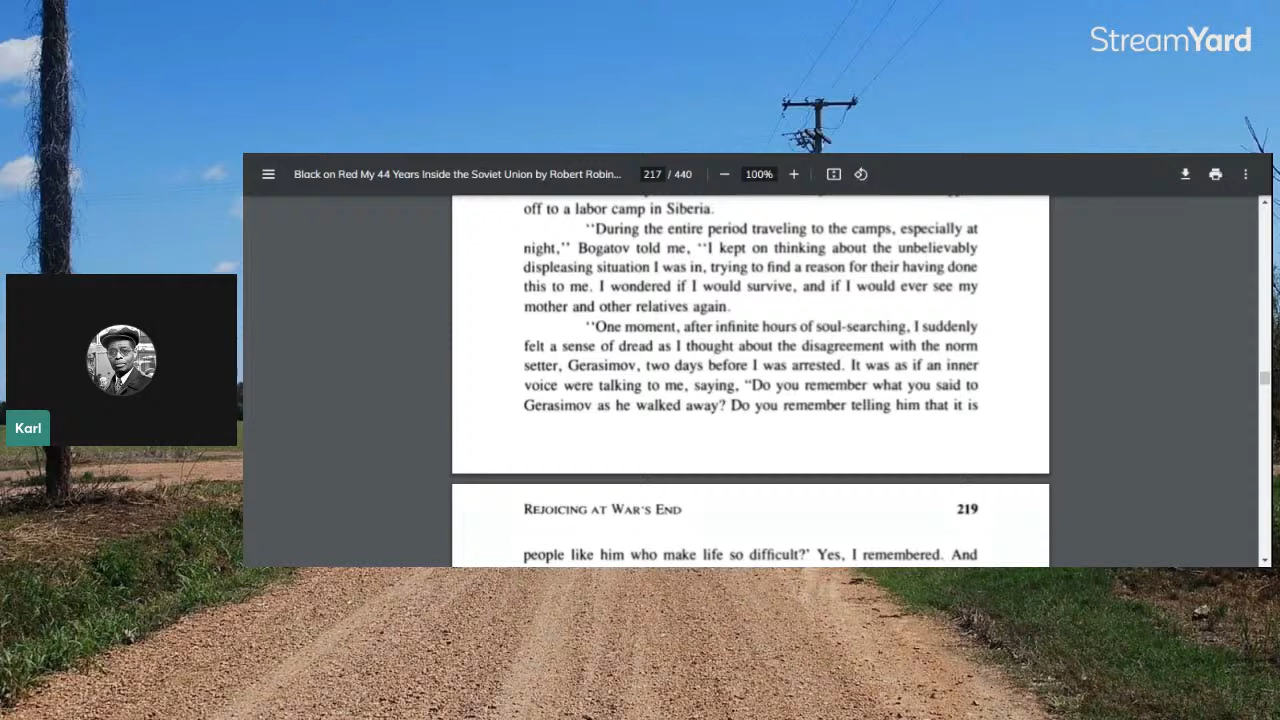 StreamYard
Black on Red My 44 Years Inside the Soviet Union by Robert Robin...
217 / 440
100%
off to a labor camp in Siberia.
‘‘During the entire period traveling to the camps, especially at
night,’’ Bogatov told me, ‘‘I kept on thinking about the unbelievably
displeasing situation I was in, trying to find a reason for their having done
this to me. I wondered if I would survive, and if I would ever see my
mother and other relatives again.
‘‘One moment, after infinite hours of soul-searching, I suddenly
felt a sense of dread as I thought about the disagreement with the norm
setter, Gerasimov, two days before I was arrested. It was as if an inner
voice were talking to me, saying, “Do you remember what you said to
Gerasimov as he walked away? Do you remember telling him that it is
Karl
REJOICING AT WAR'S END 219
people like him who make life so difficult?’ Yes, I remembered. And